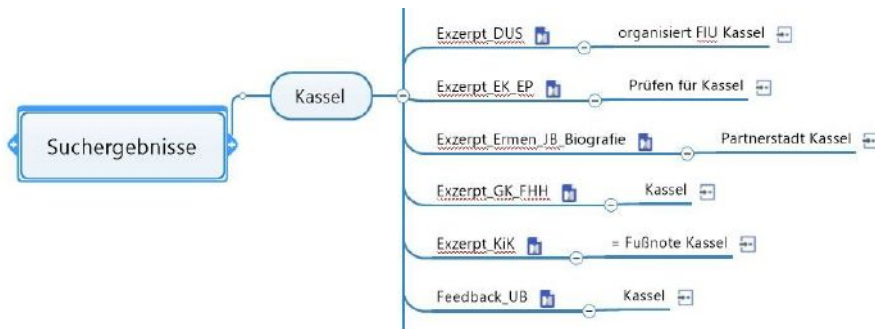 Suchergebnisse
Kassel
Exzerpt_DUS organisiert FIU Kassel
Exzerpt_EK_EP Prüfen für Kassel
Exzerpt_Ermen_JB_Biografie Partnerstadt Kassel
Exzerpt_GK_FHH Kassel
Exzerpt_KiK = Fußnote Kassel
Feedback_UB Kassel